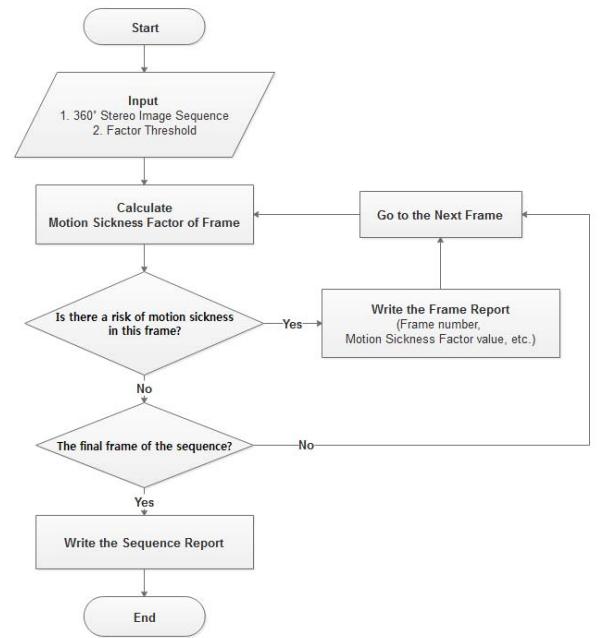 Start
Input
1. 360° Stereo Image Sequence
2. Factor Threshold
Calculate
Motion Sickness Factor of Frame
Go to the Next Frame
Is there a risk of motion sickness
in this frame?
Yes
Write the Frame Report
(Frame number,
Motion Sickness Factor value, etc.)
No
The final frame of the sequence?
No
Yes
Write the Sequence Report
End